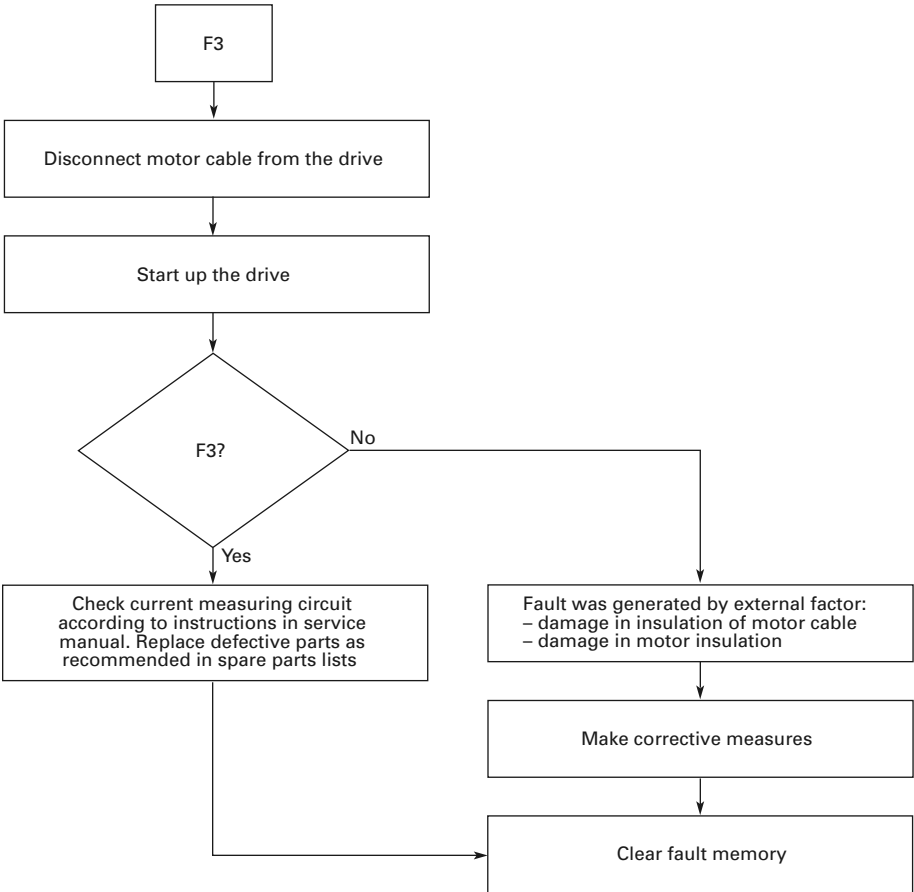 F3
Disconnect motor cable from the drive
Start up the drive
F3?
No
Yes
Check current measuring circuit
according to instructions in service
manual. Replace defective parts as
recommended in spare parts lists
Fault was generated by external factor:
– damage in insulation of motor cable
– damage in motor insulation
Make corrective measures
Clear fault memory